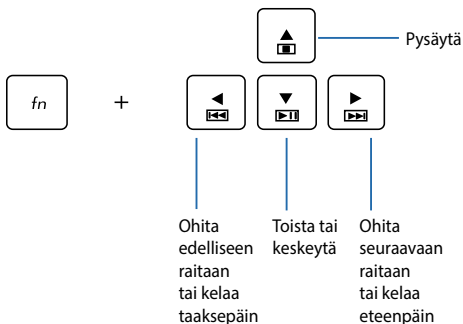 Pysäytä
fn
+
Ohita
edelliseen
raitaan
tai kelaa
taaksepäin
Toista tai
keskeytä
Ohita
seuraavaan
raitaan
tai kelaa
eteenpäin